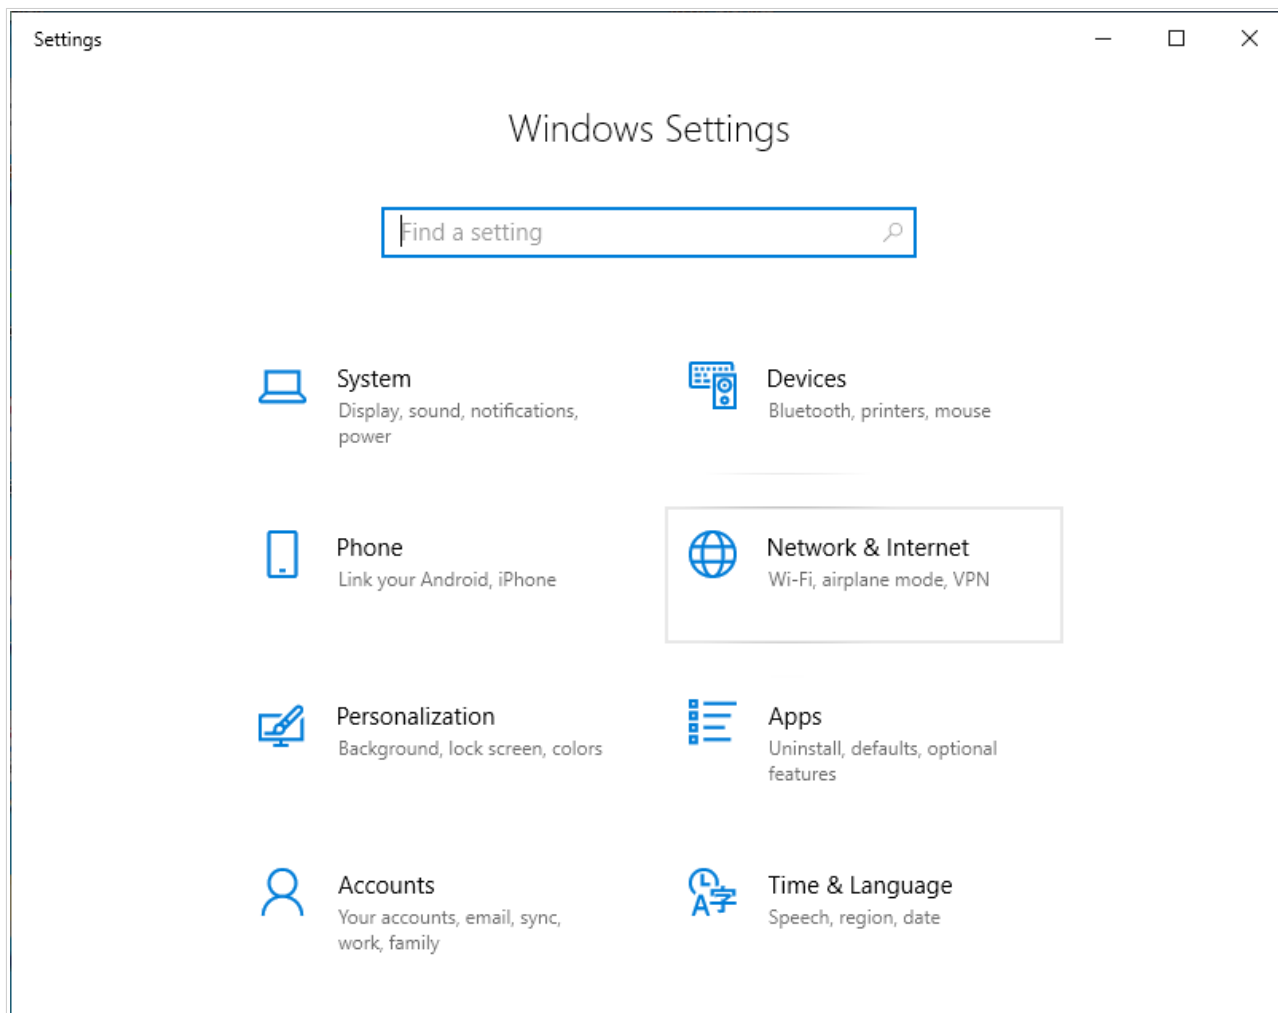 Settings
Windows Settings
Find a setting
System
Display, sound, notifications,
power
Devices
Bluetooth, printers, mouse
Phone
Link your Android, iPhone
Network & Internet
Wi-Fi, airplane mode, VPN
Personalization
Background, lock screen, colors
Apps
Uninstall, defaults, optional
features
Accounts
Your accounts, email, sync,
work, family
Time & Language
Speech, region, date